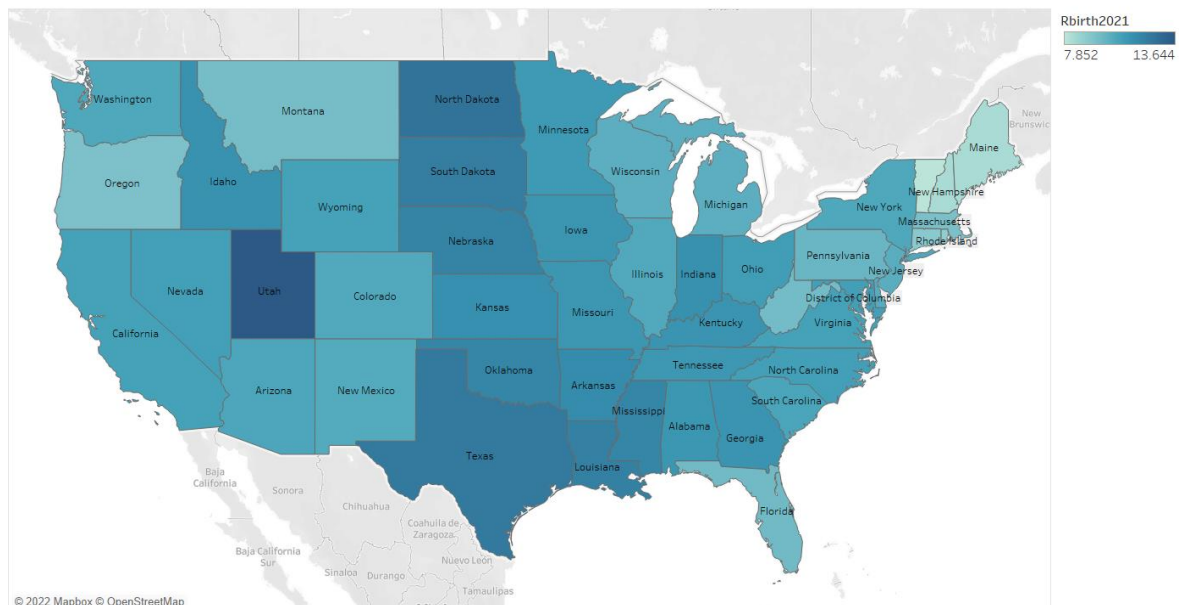 Rbirth2021
7.852 13.644
Washington
Montana
North Dakota
Minnesota
New Brunswick
Maine
Oregon
Idaho
South Dakota
Wisconsin
Michigan
New Hampshire
New York
Massachusetts
Rhode Island
Wyoming
Nebraska
Iowa
Pennsylvania
New Jersey
Nevada
Utah
Colorado
Kansas
Illinois
Indiana
Ohio
District of Columbia
California
Missouri
Kentucky
Virginia
Tennessee
North Carolina
Arizona
New Mexico
Oklahoma
Arkansas
South Carolina
Mississippi
Alabama
Georgia
Texas
Louisiana
Florida
Baja
California
Sonora
Chihuahua
Coahuila de
Zaragoza
Baja California
Sur
Sinaloa
Durango
Nuevo León
Tamaulipas
© 2022 Mapbox © OpenStreetMap